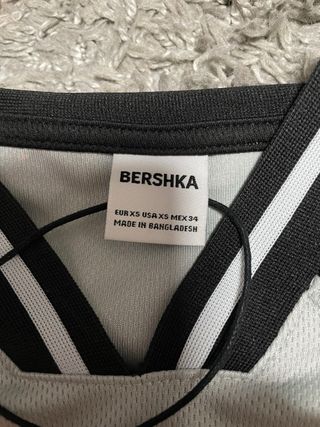 BERSHKA
EUR XS USA XS MEX 34
MADE IN BANGLADESH